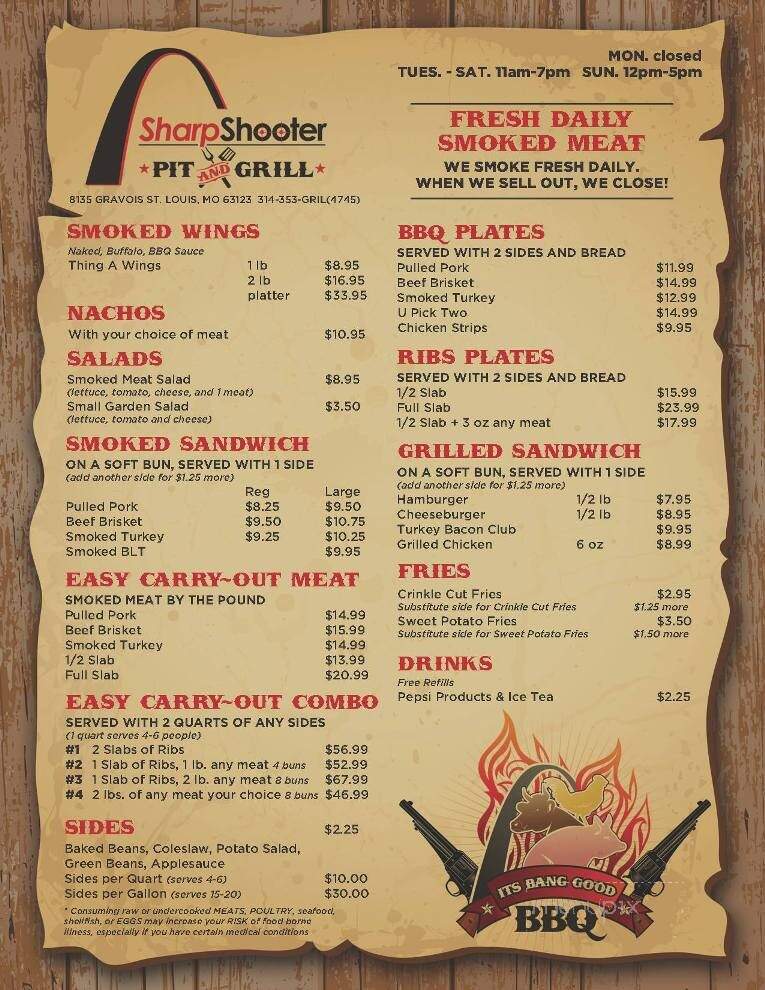 SharpShooter
PIT AND GRILL
8135 GRAVOIS ST. LOUIS, MO 63123 314-353-GRIL(4745)
MON. closed
TUES. - SAT. 11am-7pm SUN. 12pm-5pm
FRESH DAILY
SMOKED MEAT
WE SMOKE FRESH DAILY.
WHEN WE SELL OUT, WE CLOSE!
SMOKED WINGS
Naked, Buffalo, BBQ Sauce
Thing A Wings 1 lb $8.95
2 lb $16.95
platter $33.95
NACHOS
With your choice of meat $10.95
SALADS
Smoked Meat Salad $8.95
(lettuce, tomato, cheese, and 1 meat)
Small Garden Salad $3.50
(lettuce, tomato and cheese)
SMOKED SANDWICH
ON A SOFT BUN, SERVED WITH 1 SIDE
(add another side for $1.25 more)
Reg Large
Pulled Pork $8.25 $9.50
Beef Brisket $9.50 $10.75
Smoked Turkey $9.25 $10.25
Smoked BLT $9.95
EASY CARRY~OUT MEAT
SMOKED MEAT BY THE POUND
Pulled Pork $14.99
Beef Brisket $15.99
Smoked Turkey $14.99
1/2 Slab $13.99
Full Slab $20.99
EASY CARRY~OUT COMBO
SERVED WITH 2 QUARTS OF ANY SIDES
(1 quart serves 4-6 people)
#1 2 Slabs of Ribs $56.99
#2 1 Slab of Ribs, 1 lb. any meat 4 buns $52.99
#3 1 Slab of Ribs, 2 lb. any meat 8 buns $67.99
#4 2 lbs. of any meat your choice 8 buns $46.99
SIDES $2.25
Baked Beans, Coleslaw, Potato Salad,
Green Beans, Applesauce
Sides per Quart (serves 4-6) $10.00
Sides per Gallon (serves 15-20) $30.00
* Consuming raw or undercooked MEATS, POULTRY, seafood,
shellfish, or EGGS may increase your RISK of food borne
illness, especially if you have certain medical conditions
BBQ PLATES
SERVED WITH 2 SIDES AND BREAD
Pulled Pork $11.99
Beef Brisket $14.99
Smoked Turkey $12.99
U Pick Two $14.99
Chicken Strips $9.95
RIBS PLATES
SERVED WITH 2 SIDES AND BREAD
1/2 Slab $15.99
Full Slab $23.99
1/2 Slab + 3 oz any meat $17.99
GRILLED SANDWICH
ON A SOFT BUN, SERVED WITH 1 SIDE
(add another side for $1.25 more)
Hamburger 1/2 lb $7.95
Cheeseburger 1/2 lb $8.95
Turkey Bacon Club $9.95
Grilled Chicken 6 oz $8.99
FRIES
Crinkle Cut Fries $2.95
Substitute side for Crinkle Cut Fries $1.25 more
Sweet Potato Fries $3.50
Substitute side for Sweet Potato Fries $1.50 more
DRINKS
Free Refills
Pepsi Products & Ice Tea $2.25
ITS BANG GOOD
BBQ